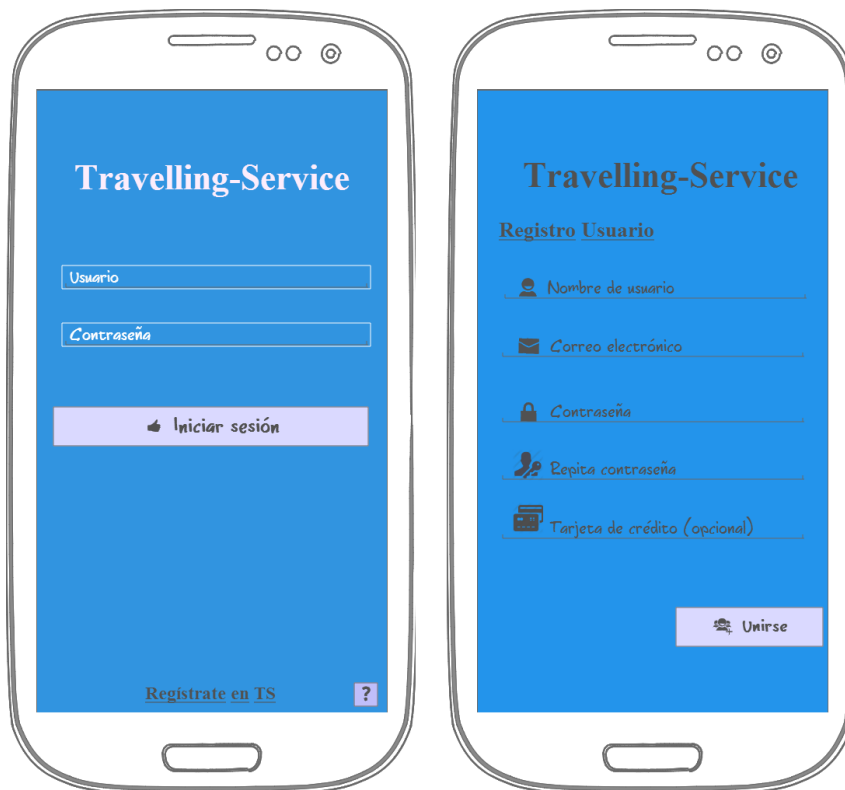 Travelling-Service
Usuario
Contraseña
Iniciar sesión
Regístrate en TS
?
Travelling-Service
Registro Usuario
Nombre de usuario
Correo electrónico
Contraseña
Repita contraseña
Tarjeta de crédito (opcional)
Unirse